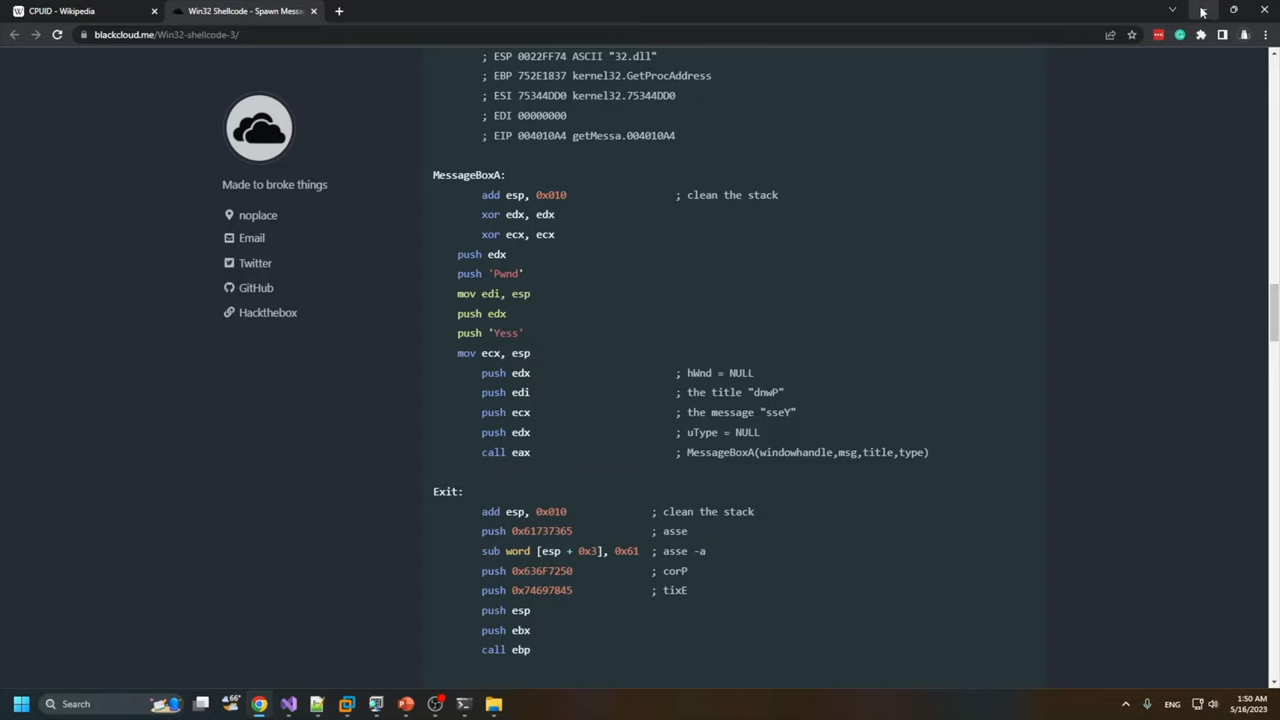 CPUID - Wikipedia
Win32 Shellcode - Spawn Messa
blackcloud.me/Win32-shellcode-3/
; ESP 0022FF74 ASCII "32.dll"
; EBP 752E1837 kernel32.GetProcAddress
; ESI 75344DD0 kernel32.75344DD0
; EDI 00000000
; EIP 004010A4 getMessa.004010A4
Made to broke things
noplace
Email
Twitter
GitHub
Hackthebox
MessageBoxA:
add esp, 0x010 ; clean the stack
xor edx, edx
xor ecx, ecx
push edx
push 'Pwnd'
mov edi, esp
push edx
push 'Yess'
mov ecx, esp
push edx ; hWnd = NULL
push edi ; the title "dnwP"
push ecx ; the message "sseY"
push edx ; uType = NULL
call eax ; MessageBoxA(windowhandle,msg,title,type)
Exit:
add esp, 0x010 ; clean the stack
push 0x61737365 ; asse
sub word [esp + 0x3], 0x61 ; asse -a
push 0x636F7250 ; corP
push 0x74697845 ; tixE
push esp
push ebx
call ebp
Search
66°
ENG
1:50 AM
5/16/2023